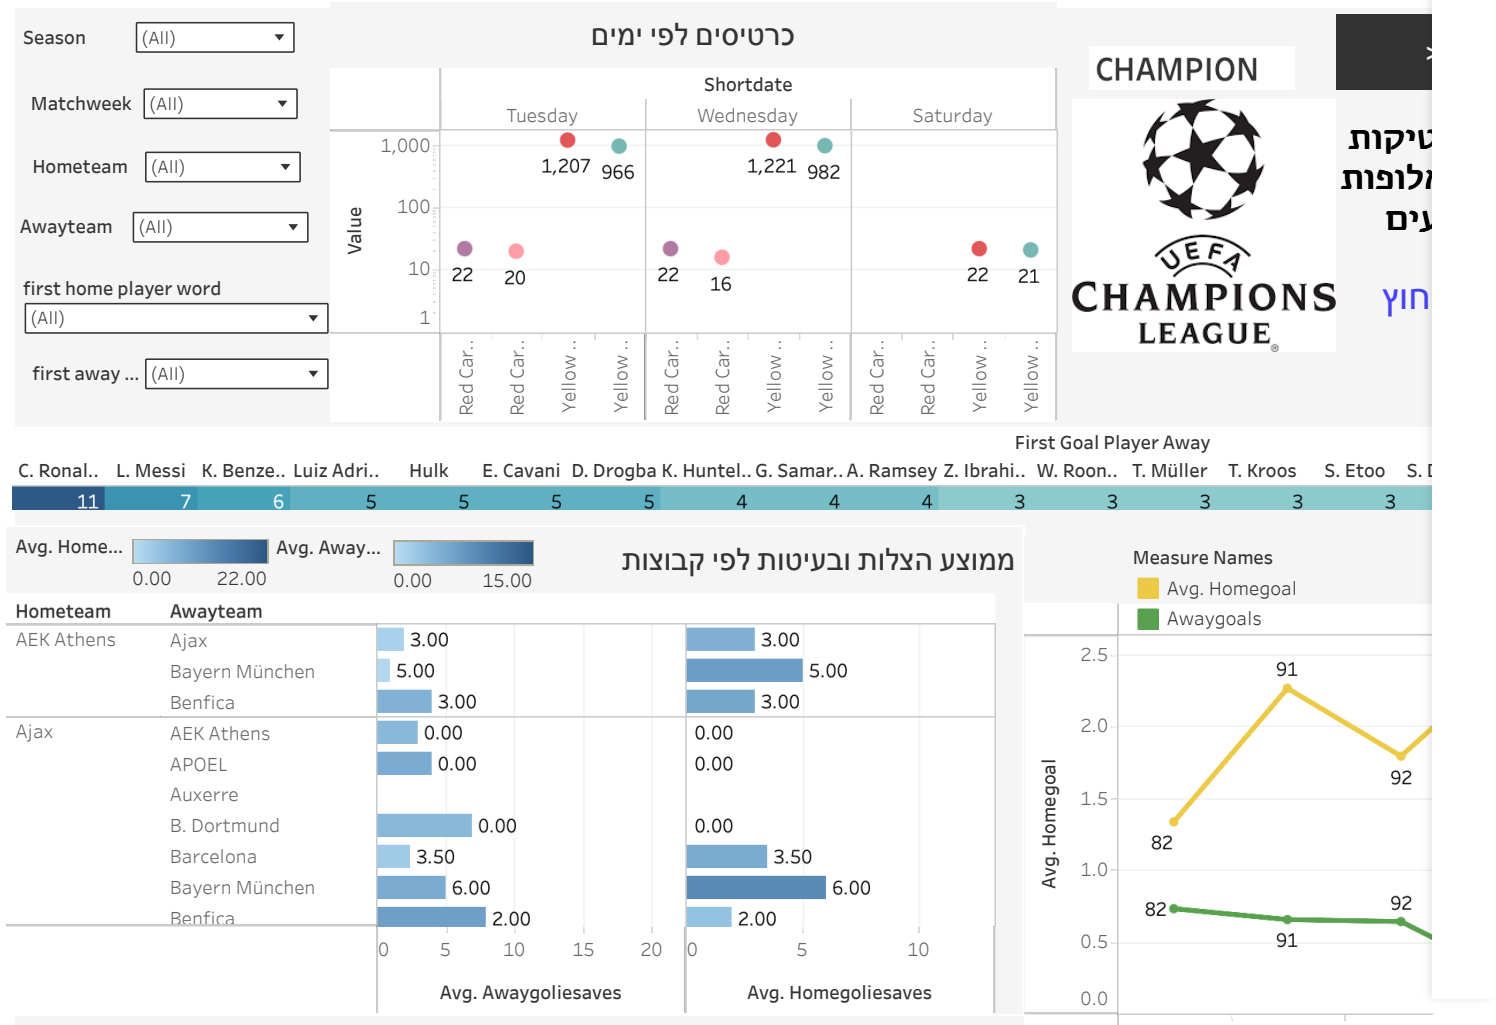 Season (All)
Matchweek (All)
Hometeam (All)
Awayteam (All)
first home player word
(All)
first away ... (All)
כרטיסים לפי ימים
Shortdate
Tuesday Wednesday Saturday
Value
1,000
100
10
1
1,207 966 1,221 982
22 20 22 16 22 21
Red Car.. Red Car.. Yellow .. Yellow .. Red Car.. Red Car.. Yellow .. Yellow .. Red Car.. Red Car.. Yellow .. Yellow ..
CHAMPION
UEFA
CHAMPIONS
LEAGUE®
>
חוץ
First Goal Player Away
C. Ronal.. L. Messi K. Benze.. Luiz Adri.. Hulk E. Cavani D. Drogba K. Huntel.. G. Samar.. A. Ramsey Z. Ibrahi.. W. Roon.. T. Müller T. Kroos S. Etoo S.
11 7 6 5 5 5 5 4 4 4 3 3 3 3 3
Avg. Home... 0.00 22.00
Avg. Away... 0.00 15.00
ממוצע הצלות ובעיטות לפי קבוצות
Hometeam Awayteam
AEK Athens Ajax 3.00 3.00
Bayern München 5.00 5.00
Benfica 3.00 3.00
Ajax AEK Athens 0.00 0.00
APOEL 0.00 0.00
Auxerre
B. Dortmund 0.00 0.00
Barcelona 3.50 3.50
Bayern München 6.00 6.00
Benfica 2.00 2.00
0 5 10 15 20 0 5 10
Avg. Awaygoliesaves Avg. Homegoliesaves
Measure Names
Avg. Homegoal
Awaygoals
Avg. Homegoal
2.5
2.0
1.5
1.0
0.5
0.0
82 91 92
82 91 92